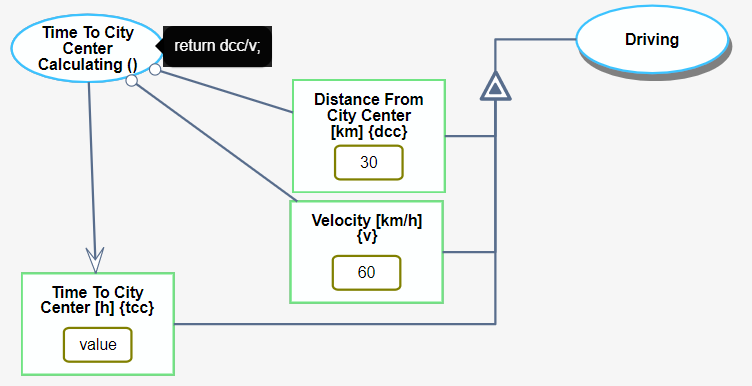 Time To City
Center
Calculating ()
return dcc/v;
Driving
Distance From
City Center
[km] {dcc}
30
Velocity [km/h]
{v}
60
Time To City
Center [h] {tcc}
value